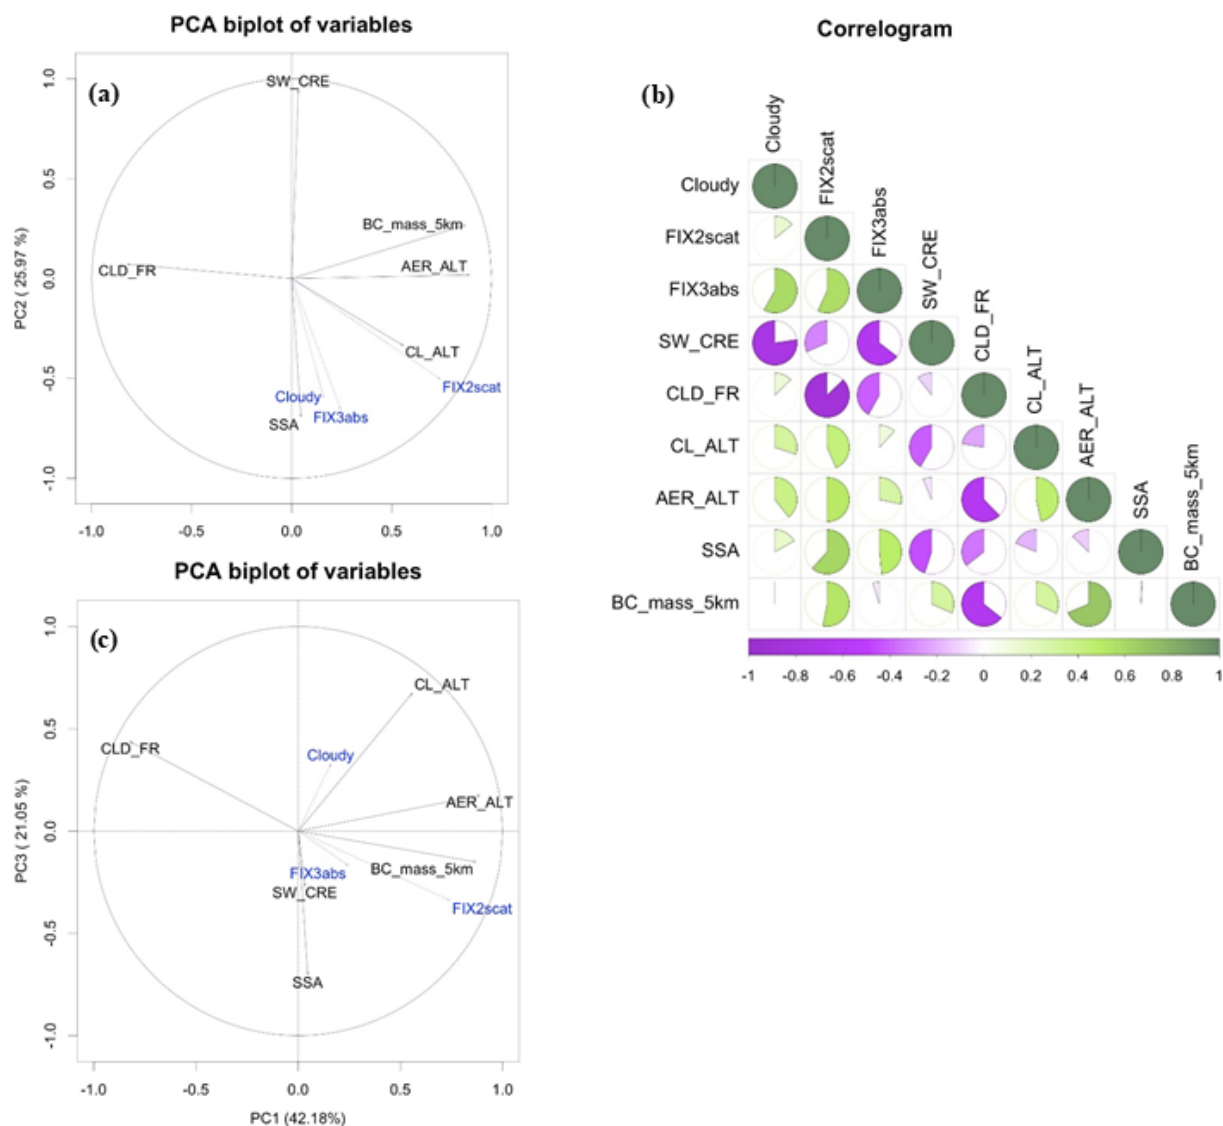 PCA biplot of variables
(a)
1.0
0.5
0.0
-0.5
-1.0
PC2 ( 25.97 %)
SW_CRE
BC_mass_5km
AER_ALT
CLD_FR
CL_ALT
FIX2scat
Cloudy
FIX3abs
SSA
-1.0 -0.5 0.0 0.5 1.0
Correlogram
(b)
Cloudy
FIX2scat
FIX3abs
SW_CRE
CLD_FR
CL_ALT
AER_ALT
SSA
BC_mass_5km
Cloudy
FIX2scat
FIX3abs
SW_CRE
CLD_FR
CL_ALT
AER_ALT
SSA
BC_mass_5km
-1 -0.8 -0.6 -0.4 -0.2 0 0.2 0.4 0.6 0.8 1
PCA biplot of variables
(c)
1.0
0.5
0.0
-0.5
-1.0
PC3 ( 21.05 %)
CL_ALT
CLD_FR
Cloudy
AER_ALT
BC_mass_5km
FIX3abs
SW_CRE
FIX2scat
SSA
-1.0 -0.5 0.0 0.5 1.0
PC1 (42.18%)